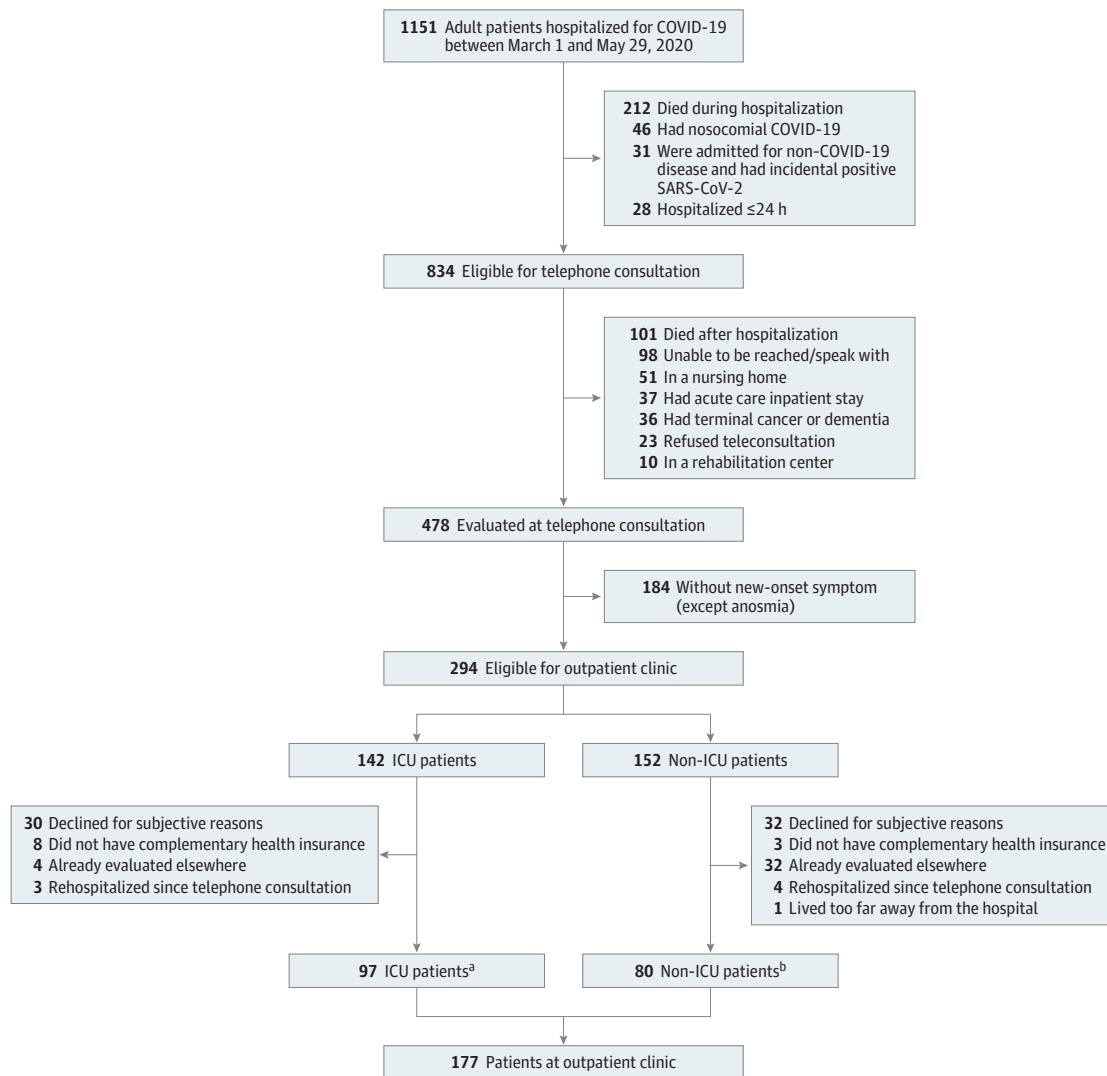 1151 Adult patients hospitalized for COVID-19
between March 1 and May 29, 2020
212 Died during hospitalization
46 Had nosocomial COVID-19
31 Were admitted for non-COVID-19
disease and had incidental positive
SARS-CoV-2
28 Hospitalized ≤24 h
834 Eligible for telephone consultation
101 Died after hospitalization
98 Unable to be reached/speak with
51 In a nursing home
37 Had acute care inpatient stay
36 Had terminal cancer or dementia
23 Refused teleconsultation
10 In a rehabilitation center
478 Evaluated at telephone consultation
184 Without new-onset symptom
(except anosmia)
294 Eligible for outpatient clinic
142 ICU patients
152 Non-ICU patients
30 Declined for subjective reasons
8 Did not have complementary health insurance
4 Already evaluated elsewhere
3 Rehospitalized since telephone consultation
32 Declined for subjective reasons
3 Did not have complementary health insurance
32 Already evaluated elsewhere
4 Rehospitalized since telephone consultation
1 Lived too far away from the hospital
97 ICU patientsᵃ
80 Non-ICU patientsᵇ
177 Patients at outpatient clinic